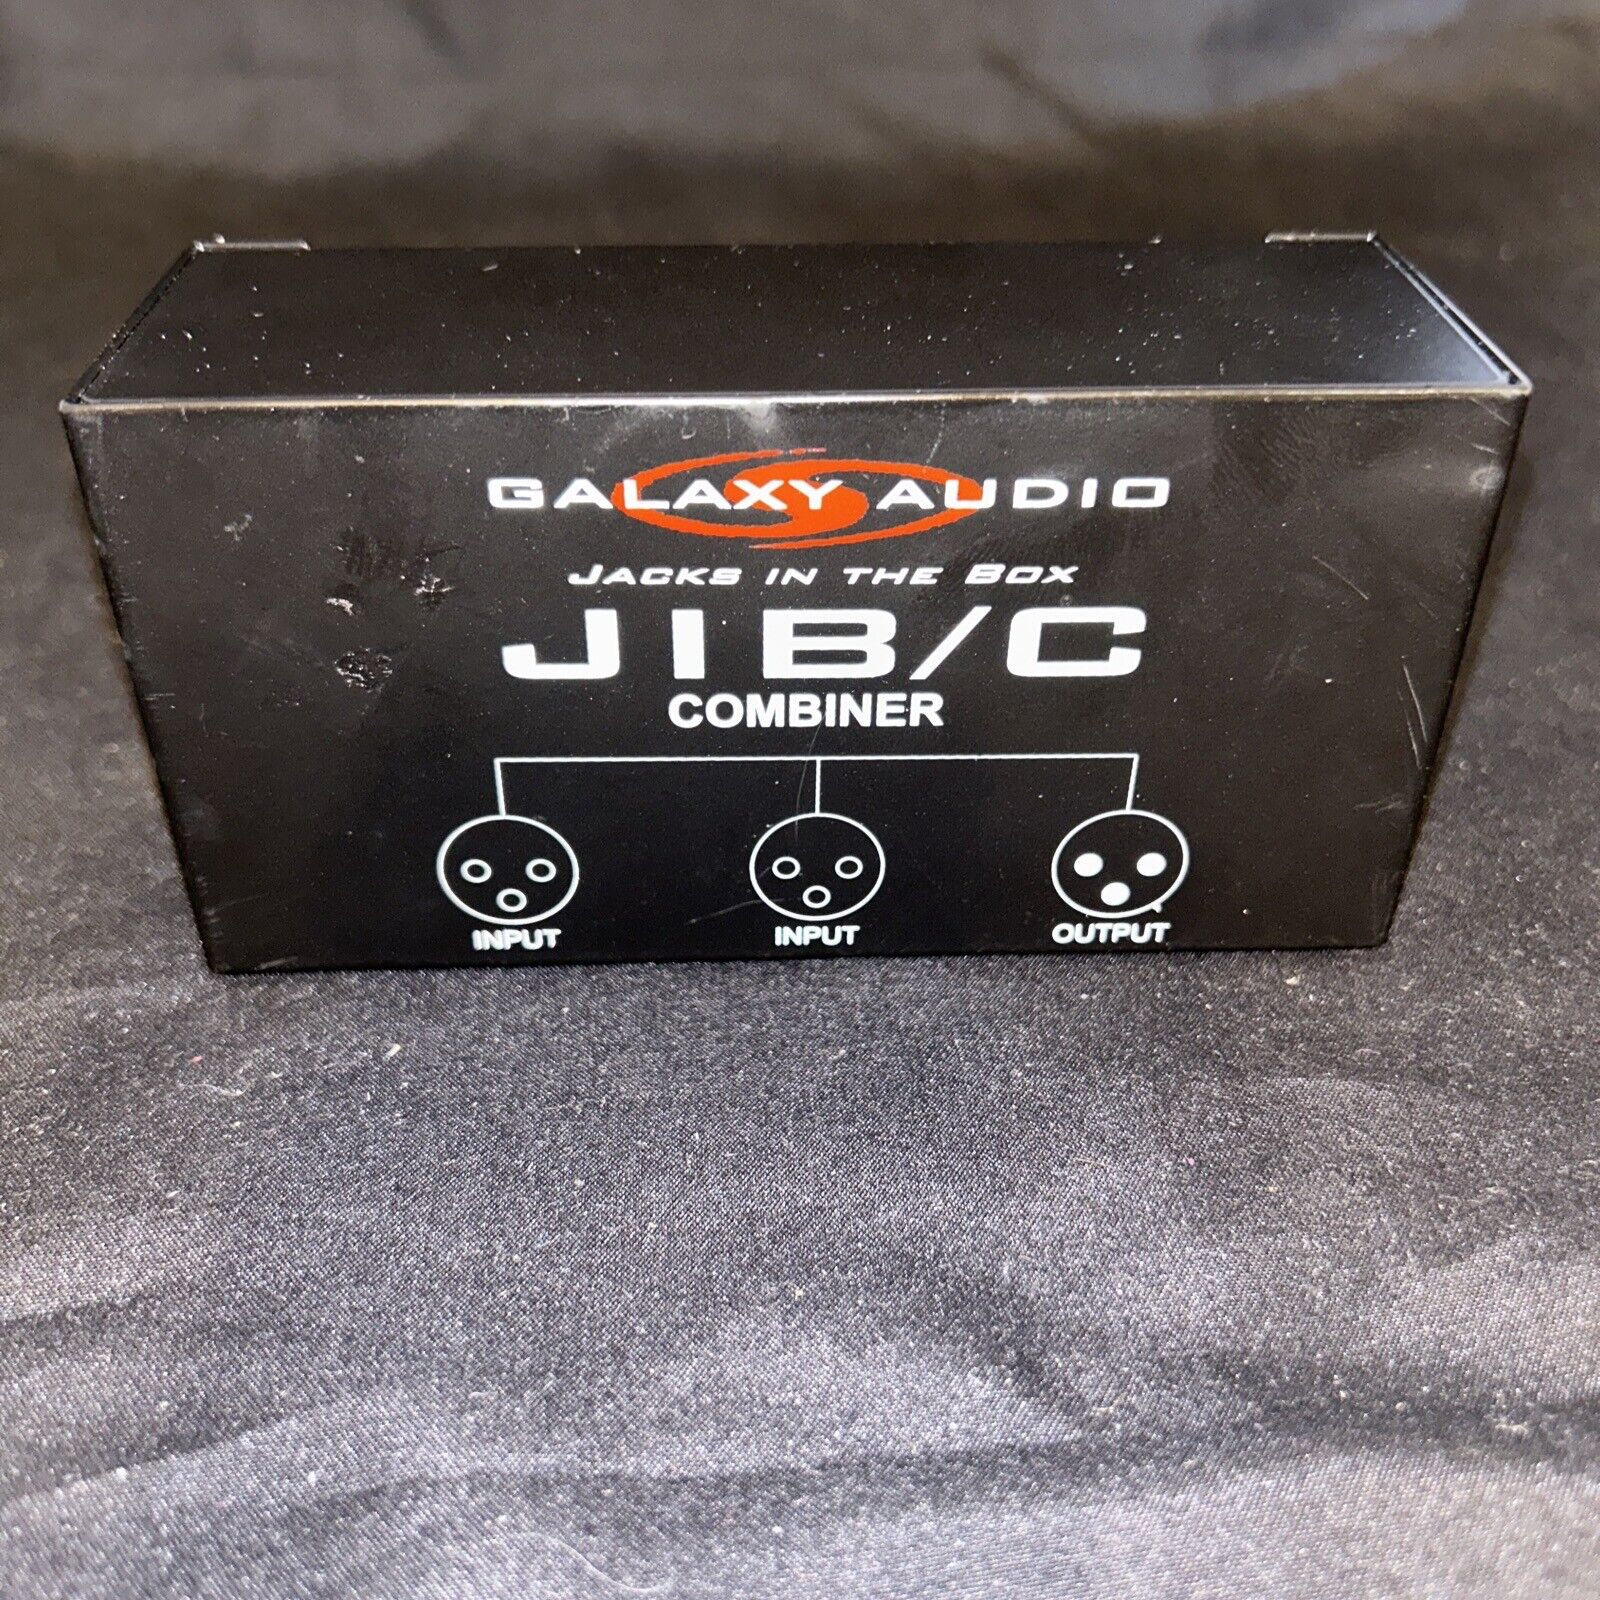 GALAXY AUDIO
JACKS IN THE BOX
JIB/C
COMBINER
INPUT INPUT OUTPUT